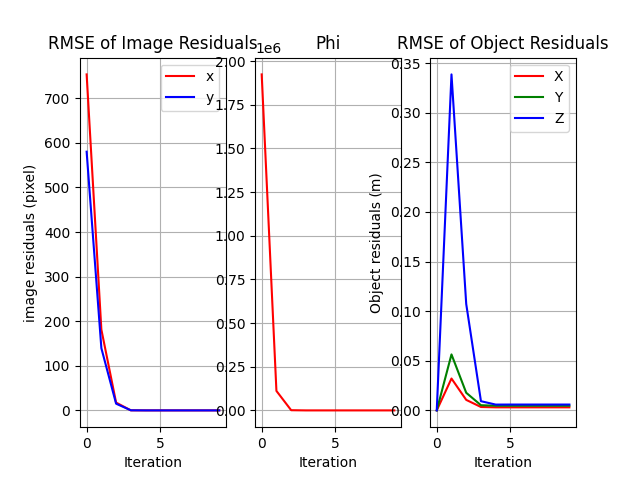 RMSE of Image Residuals
x
y
700
600
500
400
300
200
100
0
image residuals (pixel)
0
5
Iteration
Phi
1e6
2.00
1.75
1.50
1.25
1.00
0.75
0.50
0.25
0.00
0
5
Iteration
RMSE of Object Residuals
X
Y
Z
0.35
0.30
0.25
0.20
0.15
0.10
0.05
0.00
Object residuals (m)
0
5
Iteration